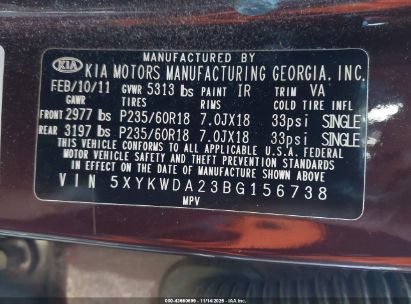 MANUFACTURED BY
KIA KIA MOTORS MANUFACTURING GEORGIA, INC.
FEB/10/11 GVWR 5313 lbs PAINT IR TRIM VA
GAWR TIRES RIMS COLD TIRE INFL
FRONT 2977 lbs P235/60R18 7.0JX18 33psi SINGLE
REAR 3197 lbs P235/60R18 7.0JX18 33psi SINGLE
THIS VEHICLE CONFORMS TO ALL APPLICABLE U.S.A. FEDERAL
MOTOR VEHICLE SAFETY AND THEFT PREVENTION STANDARDS
IN EFFECT ON THE DATE OF MANUFACTURE SHOWN ABOVE.
VIN 5XYKWDA23BG156738
MPV